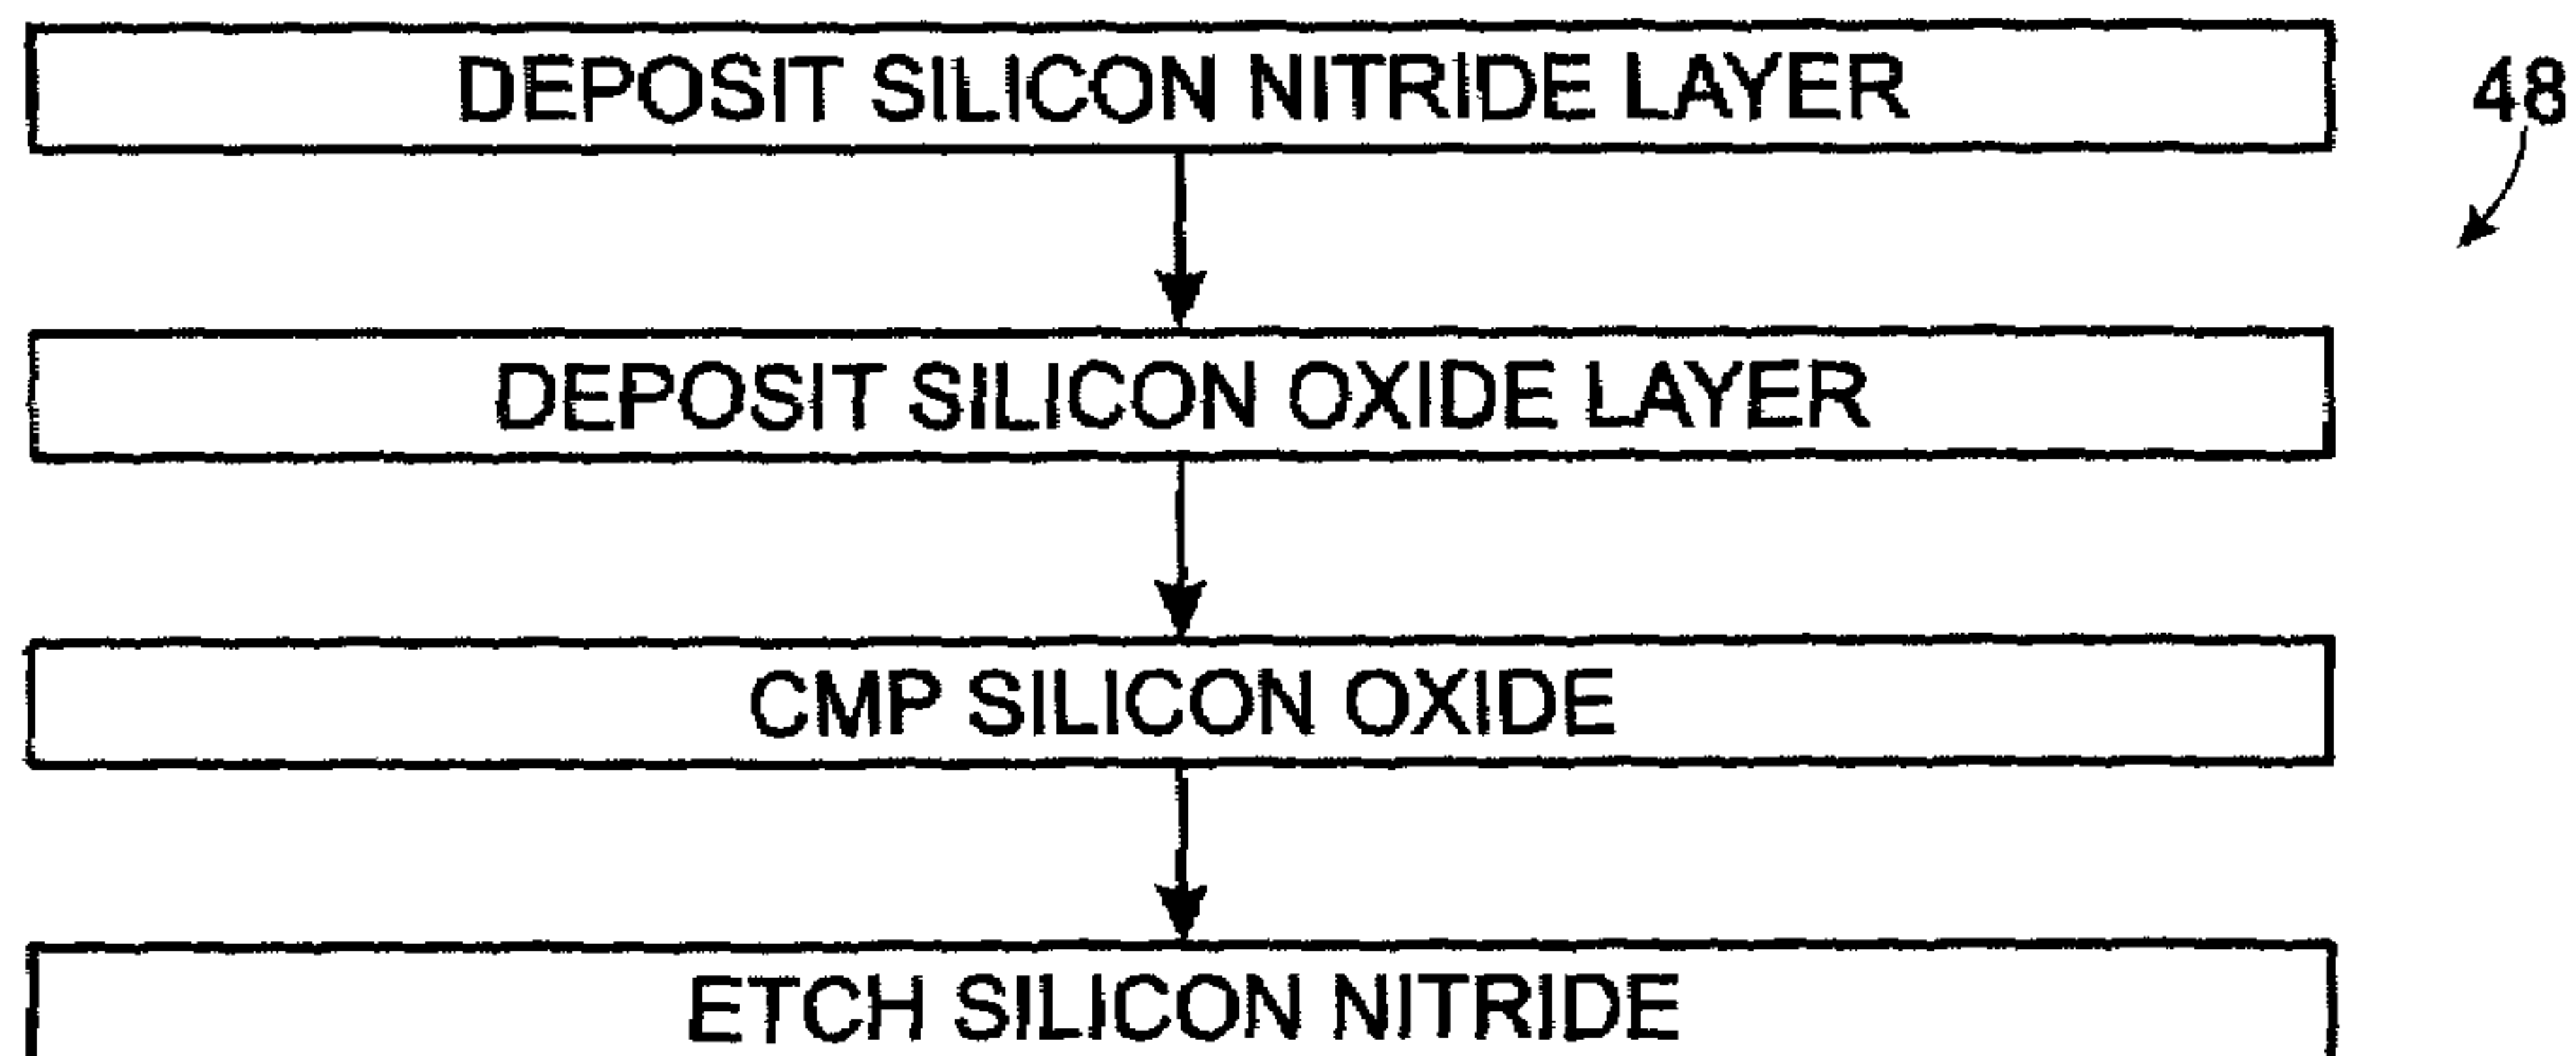 DEPOSIT SILICON NITRIDE LAYER
48
DEPOSIT SILICON OXIDE LAYER
CMP SILICON OXIDE
ETCH SILICON NITRIDE